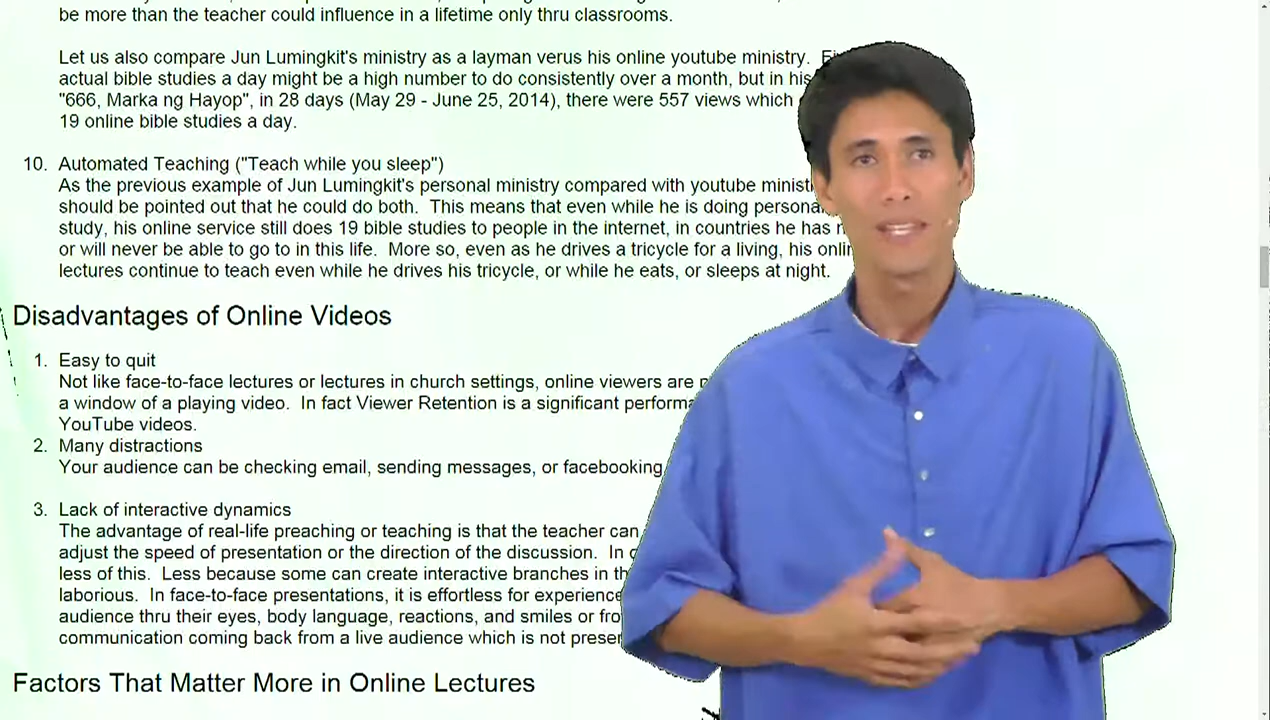 be more than the teacher could influence in a lifetime only thru classrooms.
Let us also compare Jun Lumingkit's ministry as a layman verus his online youtube ministry.
actual bible studies a day might be a high number to do consistently over a month, but in his
"666, Marka ng Hayop", in 28 days (May 29 - June 25, 2014), there were 557 views which
19 online bible studies a day.
10. Automated Teaching ("Teach while you sleep")
As the previous example of Jun Lumingkit's personal ministry compared with youtube
should be pointed out that he could do both. This means that even while he is doing
study, his online service still does 19 bible studies to people in the internet, in countries he has
or will never be able to go to in this life. More so, even as he drives a tricycle for a living, his
lectures continue to teach even while he drives his tricycle, or while he eats, or sleeps at night.
Disadvantages of Online Videos
1. Easy to quit
Not like face-to-face lectures or lectures in church settings, online viewers are
a window of a playing video. In fact Viewer Retention is a significant
YouTube videos.
2. Many distractions
Your audience can be checking email, sending messages, or facebooking
3. Lack of interactive dynamics
The advantage of real-life preaching or teaching is that the teacher can
adjust the speed of presentation or the direction of the discussion. In
less of this. Less because some can create interactive branches in
laborious. In face-to-face presentations, it is effortless for
audience thru their eyes, body language, reactions, and smiles or
communication coming back from a live audience which is not
Factors That Matter More in Online Lectures